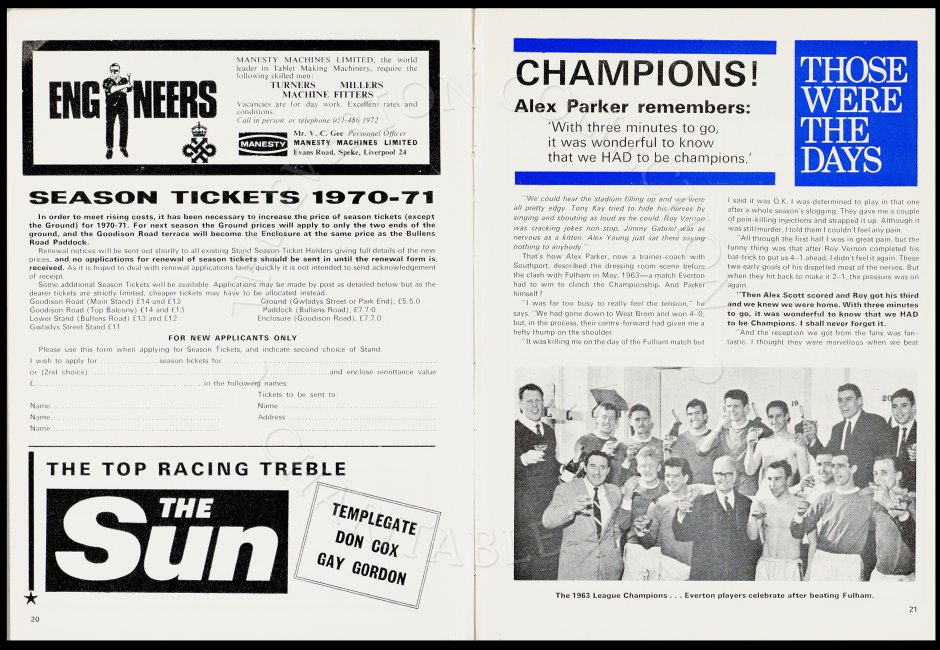 ENGINEERS
MANESTY MACHINES LIMITED, the world
leader in Tablet Making Machinery, require the
following skilled men:
TURNERS MILLERS
MACHINE FITTERS
Vacancies are for day work. Excellent rates and
conditions.
Call in person or telephone 051-486 1972
MANESTY
Mr. V. C. Gee Personnel Officer
MANESTY MACHINES LIMITED
Evans Road, Speke, Liverpool 24
SEASON TICKETS 1970-71
In order to meet rising costs, it has been necessary to increase the price of season tickets (except
the Ground) for 1970-71. For next season the Ground prices will apply to only the two ends of the
ground, and the Goodison Road terrace will become the Enclosure at the same price as the Bullens
Road Paddock.
Renewal notices will be sent out shortly to all existing Stand Season Ticket Holders giving full details of the new
prices, and no applications for renewal of season tickets should be sent in until the renewal form is
received. As it is hoped to deal with renewal applications fairly quickly it is not intended to send acknowledgement
of receipt.
Some additional Season Tickets will be Available. Applications may be made by post as detailed below but as the
dearer tickets are strictly limited, cheaper tickets may have to be allocated instead.
Goodison Road (Main Stand) £14 and £13
Goodison Road (Top Balcony) £14 and £13
Lower Stand (Bullens Road) £13 and £12
Gwladys Street Stand £11
Ground (Gwladys Street or Park End), £5.5.0
Paddock (Bullens Road), £7.7.0
Enclosure (Goodison Road), £7.7.0
FOR NEW APPLICANTS ONLY
Please use this form when applying for Season Tickets, and indicate second choice of Stand.
I wish to apply for season tickets for
or (2nd choice) and enclose remittance value
£ in the following names:
Tickets to be sent to:
Name Name
Name Address
Name
THE TOP RACING TREBLE
THE
Sun
TEMPLEGATE
DON COX
GAY GORDON
20
CHAMPIONS!
Alex Parker remembers:
'With three minutes to go,
it was wonderful to know
that we HAD to be champions.'
THOSE
WERE
THE
DAYS
"We could hear the stadium filling up and we were
all pretty edgy. Tony Kay tried to hide his nerves by
singing and shouting as loud as he could. Roy Vernon
was cracking jokes non-stop, Jimmy Gabriel was as
nervous as a kitten. Alex Young just sat there saying
nothing to anybody."
That's how Alex Parker, now a trainer-coach with
Southport, described the dressing room scene before
the clash with Fulham in May, 1963—a match Everton
had to win to clinch the Championship. And Parker
himself?
"I was far too busy to really feel the tension," he
says. "We had gone down to West Brom and won 4-0,
but, in the process, their centre-forward had given me a
hefty thump on the shoulder.
"It was killing me on the day of the Fulham match but
I said it was O.K. I was determined to play in that one
after a whole season's slogging. They gave me a couple
of pain-killing injections and strapped it up. Although it
was still murder, I told them I couldn't feel any pain.
"All through the first half I was in great pain, but the
funny thing was that after Roy Vernon completed his
hat-trick to put us 4-1 ahead, I didn't feel it again. These
two early goals of his dispelled most of the nerves. But
when they hit back to make it 2-1, the pressure was on
again.
"Then Alex Scott scored and Roy got his third
and we knew we were home. With three minutes
to go, it was wonderful to know that we HAD
to be Champions. I shall never forget it.
"And the reception we got from the fans was fan-
tastic. I thought they were marvellous when we beat
19
20
The 1963 League Champions . . . Everton players celebrate after beating Fulham.
21